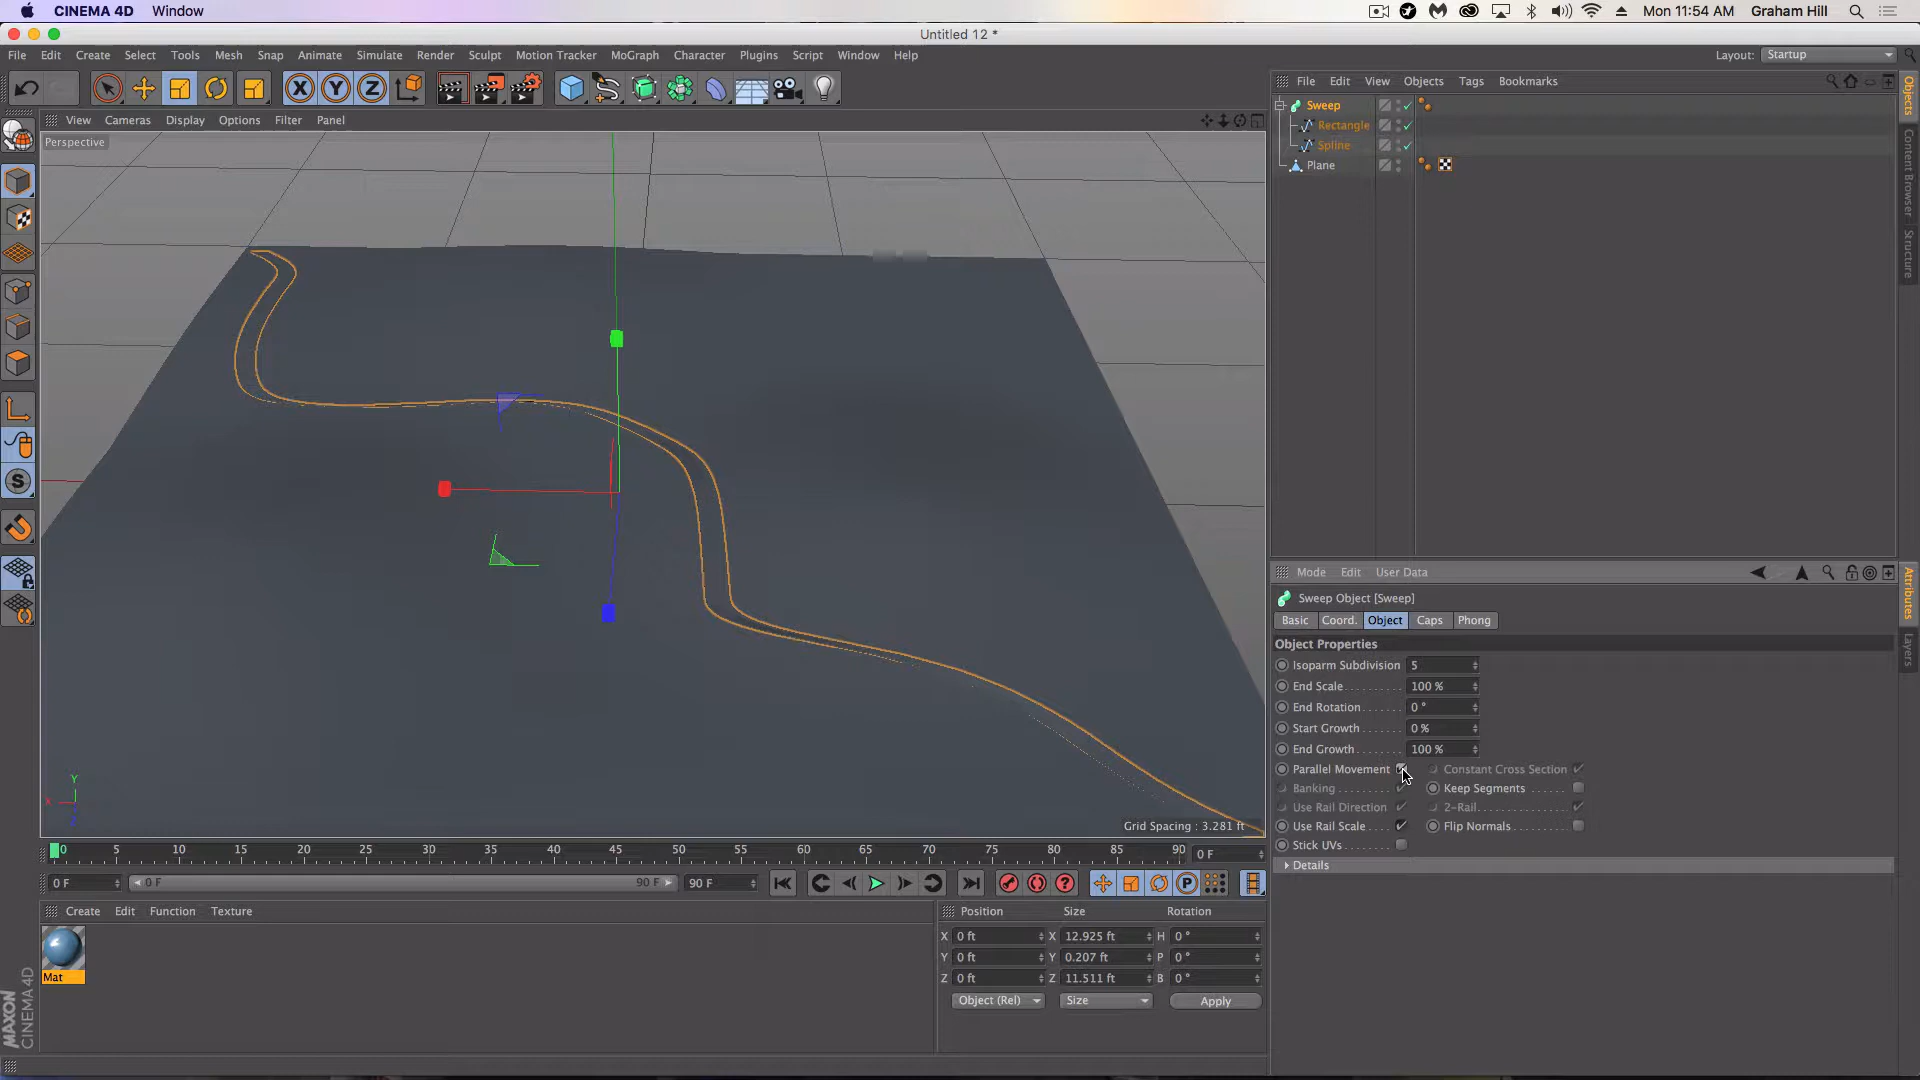 CINEMA 4D Window Mon 11:54 AM Graham Hill
Untitled 12 *
File Edit Create Select Tools Mesh Snap Animate Simulate Render Sculpt Motion Tracker MoGraph Character Plugins Script Window Help Layout: Startup
File Edit View Objects Tags Bookmarks
View Cameras Display Options Filter Panel
Perspective
Sweep
Rectangle
Spline
Plane
Objects
Content Browser
Structure
Mode Edit User Data
Sweep Object [Sweep]
Basic Coord. Object Caps Phong
Object Properties
Isoparm Subdivision 5
End Scale 100 %
End Rotation 0 °
Start Growth 0 %
End Growth 100 %
Parallel Movement Constant Cross Section
Banking Keep Segments
Use Rail Direction 2-Rail
Use Rail Scale Flip Normals
Stick UVs
Details
Attributes
Layers
X
Y
Z
S
Y
X
Z
Grid Spacing : 3.281 ft
0 5 10 15 20 25 30 35 40 45 50 55 60 65 70 75 80 85 90 0 F
0 F 0 F 90 F 90 F
P
Create Edit Function Texture
Mat
Position Size Rotation
X 0 ft X 12.925 ft H 0 °
Y 0 ft Y 0.207 ft P 0 °
Z 0 ft Z 11.511 ft B 0 °
Object (Rel) Size Apply
MAXON
CINEMA 4D